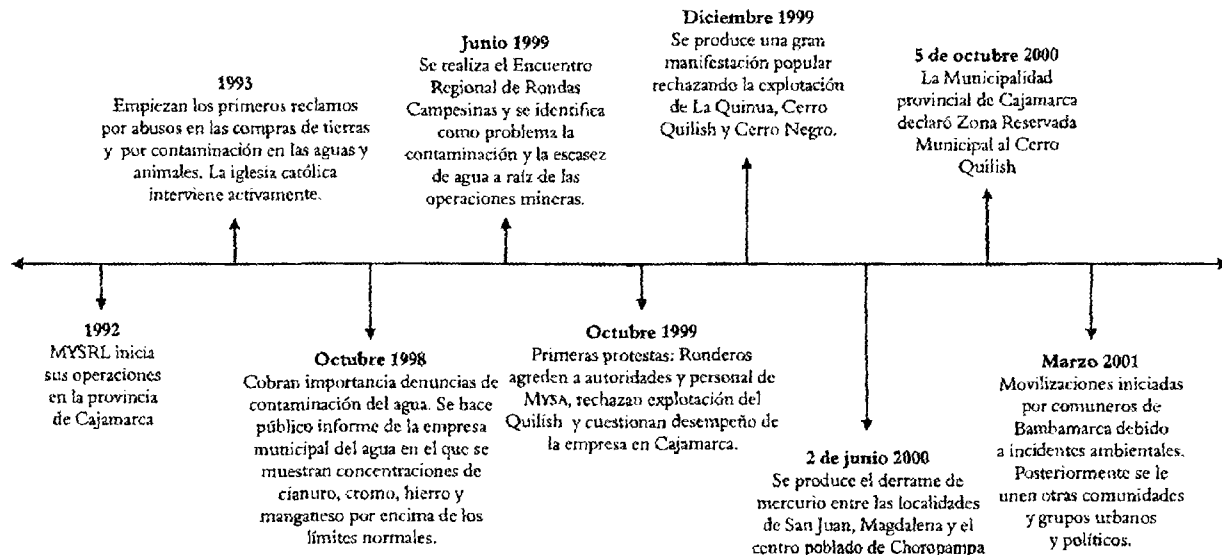 1992
MYSRL inicia
sus operaciones
en la provincia
de Cajamarca
1993
Empiezan los primeros reclamos
por abusos en las compras de tierras
y por contaminación en las aguas y
animales. La iglesia católica
interviene activamente.
Octubre 1998
Cobran importancia denuncias de
contaminación del agua. Se hace
público informe de la empresa
municipal del agua en el que se
muestran concentraciones de
cianuro, cromo, hierro y
manganeso por encima de los
límites normales.
Junio 1999
Se realiza el Encuentro
Regional de Rondas
Campesinas y se identifica
como problema la
contaminación y la escasez
de agua a raíz de las
operaciones mineras.
Octubre 1999
Primeras protestas: Ronderos
agreden a autoridades y personal de
MYSA, rechazan explotación del
Quilish y cuestionan desempeño de
la empresa en Cajamarca.
Diciembre 1999
Se produce una gran
manifestación popular
rechazando la explotación
de La Quinua, Cerro
Quilish y Cerro Negro.
2 de junio 2000
Se produce el derrame de
mercurio entre las localidades
de San Juan, Magdalena y el
centro poblado de Choropampa
5 de octubre 2000
La Municipalidad
provincial de Cajamarca
declaró Zona Reservada
Municipal al Cerro
Quilish
Marzo 2001
Movilizaciones iniciadas
por comuneros de
Bambamarca debido
a incidentes ambientales.
Posteriormente se le
unen otras comunidades
y grupos urbanos
y políticos.